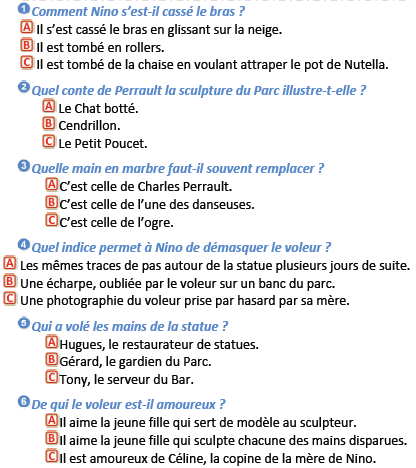 1 Comment Nino s'est-il cassé le bras ?
A Il s'est cassé le bras en glissant sur la neige.
B Il est tombé en rollers.
C Il est tombé de la chaise en voulant attraper le pot de Nutella.
2 Quel conte de Perrault la sculpture du Parc illustre-t-elle ?
A Le Chat botté.
B Cendrillon.
C Le Petit Poucet.
3 Quelle main en marbre faut-il souvent remplacer ?
A C'est celle de Charles Perrault.
B C'est celle de l'une des danseuses.
C C'est celle de l'ogre.
4 Quel indice permet à Nino de démasquer le voleur ?
A Les mêmes traces de pas autour de la statue plusieurs jours de suite.
B Une écharpe, oubliée par le voleur sur un banc du parc.
C Une photographie du voleur prise par hasard par sa mère.
5 Qui a volé les mains de la statue ?
A Hugues, le restaurateur de statues.
B Gérard, le gardien du Parc.
C Tony, le serveur du Bar.
6 De qui le voleur est-il amoureux ?
A Il aime la jeune fille qui sert de modèle au sculpteur.
B Il aime la jeune fille qui sculpte chacune des mains disparues.
C Il est amoureux de Céline, la copine de la mère de Nino.